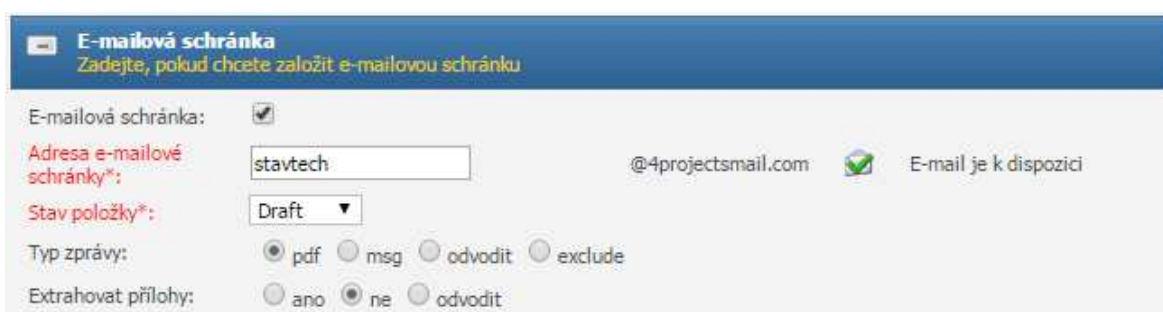 E-mailová schránka
Zadejte, pokud chcete založit e-mailovou schránku
E-mailová schránka:
Adresa e-mailové
schránky*:
stavtech @4projectsmail.com E-mail je k dispozici
Stav položky*: Draft
Typ zprávy: pdf msg odvodit exclude
Extrahovat přílohy: ano ne odvodit